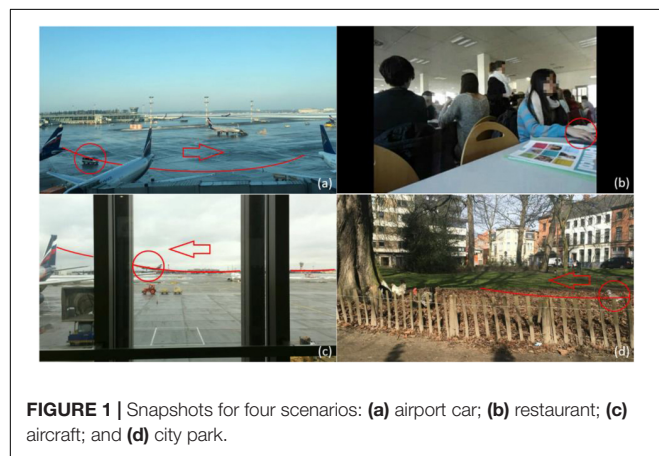 (a)
(b)
(c)
(d)
FIGURE 1 | Snapshots for four scenarios: (a) airport car; (b) restaurant; (c)
aircraft; and (d) city park.